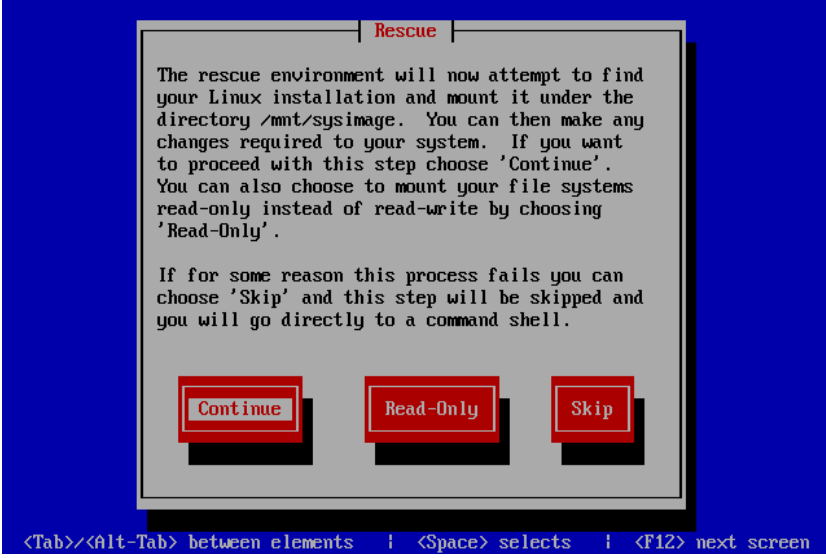 Rescue
The rescue environment will now attempt to find
your Linux installation and mount it under the
directory /mnt/sysimage.  You can then make any
changes required to your system.  If you want
to proceed with this step choose 'Continue'.
You can also choose to mount your file systems
read-only instead of read-write by choosing
'Read-Only'.
If for some reason this process fails you can
choose 'Skip' and this step will be skipped and
you will go directly to a command shell.
Continue Read-Only Skip
<Tab>/<Alt-Tab> between elements | <Space> selects | <F12> next screen